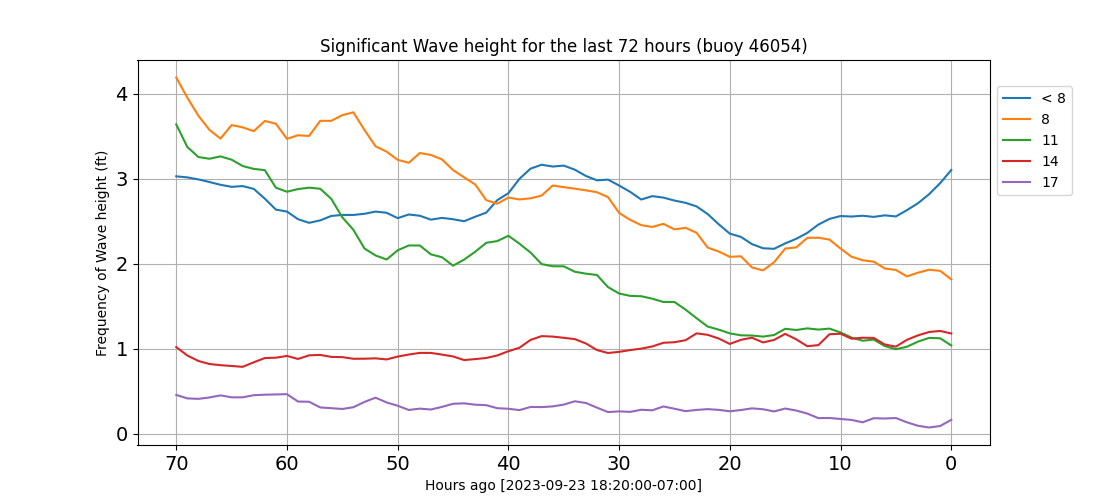 Significant Wave height for the last 72 hours (buoy 46054)
4
3
2
1
0
Frequency of Wave height (ft)
70 60 50 40 30 20 10 0
Hours ago [2023-09-23 18:20:00-07:00]
< 8
8
11
14
17